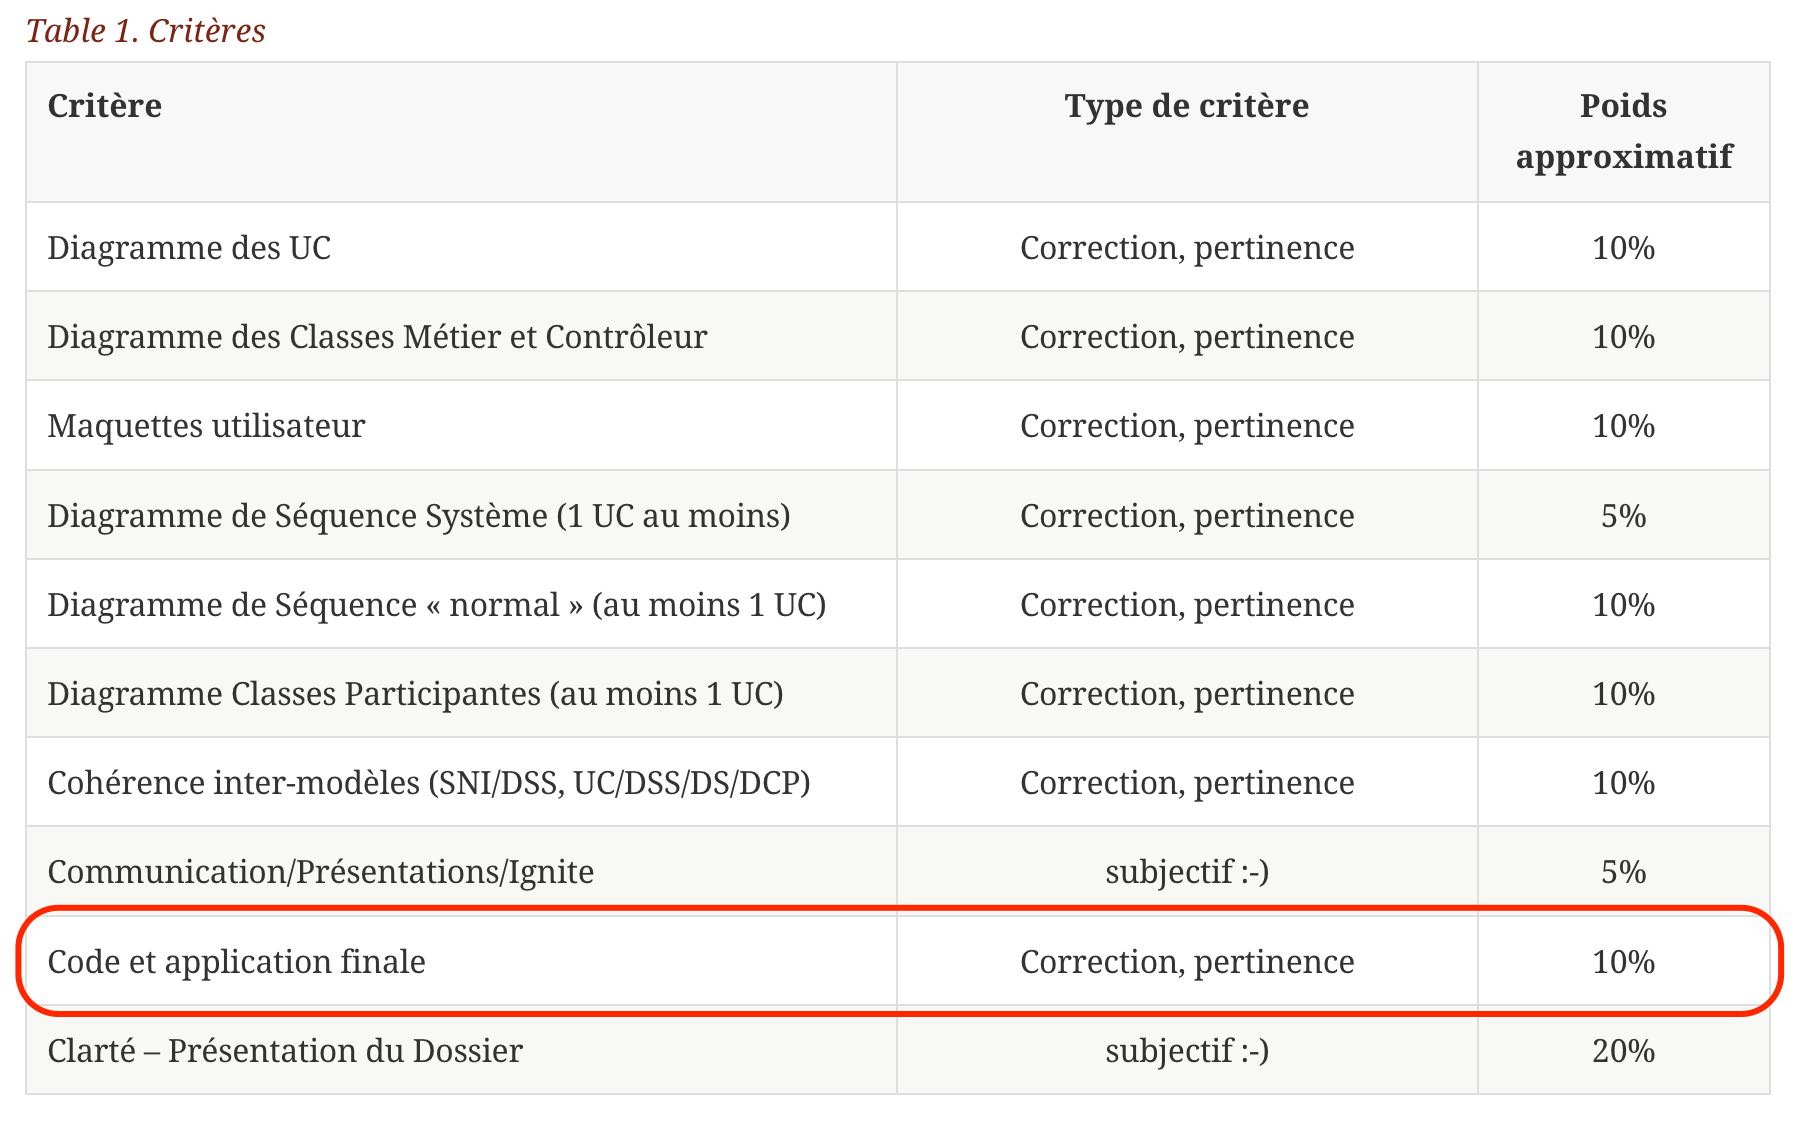 Table 1. Critères
Critère Type de critère Poids
approximatif
Diagramme des UC Correction, pertinence 10%
Diagramme des Classes Métier et Contrôleur Correction, pertinence 10%
Maquettes utilisateur Correction, pertinence 10%
Diagramme de Séquence Système (1 UC au moins) Correction, pertinence 5%
Diagramme de Séquence « normal » (au moins 1 UC) Correction, pertinence 10%
Diagramme Classes Participantes (au moins 1 UC) Correction, pertinence 10%
Cohérence inter-modèles (SNI/DSS, UC/DSS/DS/DCP) Correction, pertinence 10%
Communication/Présentations/Ignite subjectif :-) 5%
Code et application finale Correction, pertinence 10%
Clarté – Présentation du Dossier subjectif :-) 20%